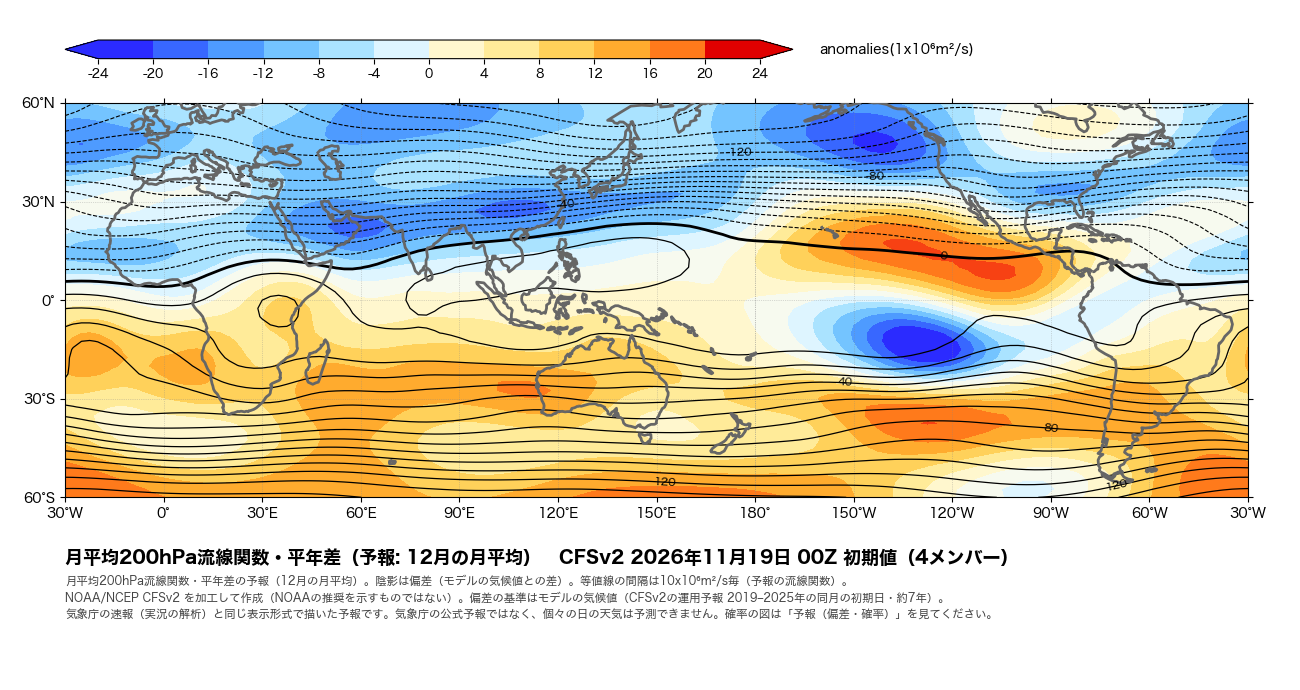 anomalies(1x10⁶m²/s)
-24 -20 -16 -12 -8 -4 0 4 8 12 16 20 24
60°N
30°N
0°
30°S
60°S
-120
-80
-40
0
40
80
120
120
30°W 0° 30°E 60°E 90°E 120°E 150°E 180° 150°W 120°W 90°W 60°W 30°W
月平均200hPa流線関数・平年差（予報: 12月の月平均） CFSv2 2026年11月19日 00Z 初期値（4メンバー）
月平均200hPa流線関数・平年差の予報（12月の月平均）。陰影は偏差（モデルの気候値との差）。等値線の間隔は10x10⁶m²/s毎（予報の流線関数）。
NOAA/NCEP CFSv2 を加工して作成（NOAAの推奨を示すものではない）。偏差の基準はモデルの気候値（CFSv2の運用予報 2019–2025年の同月の初期日・約7年）。
気象庁の速報（実況の解析）と同じ表示形式で描いた予報です。気象庁の公式予報ではなく、個々の日の天気は予測できません。確率の図は「予報（偏差・確率）」を見てください。